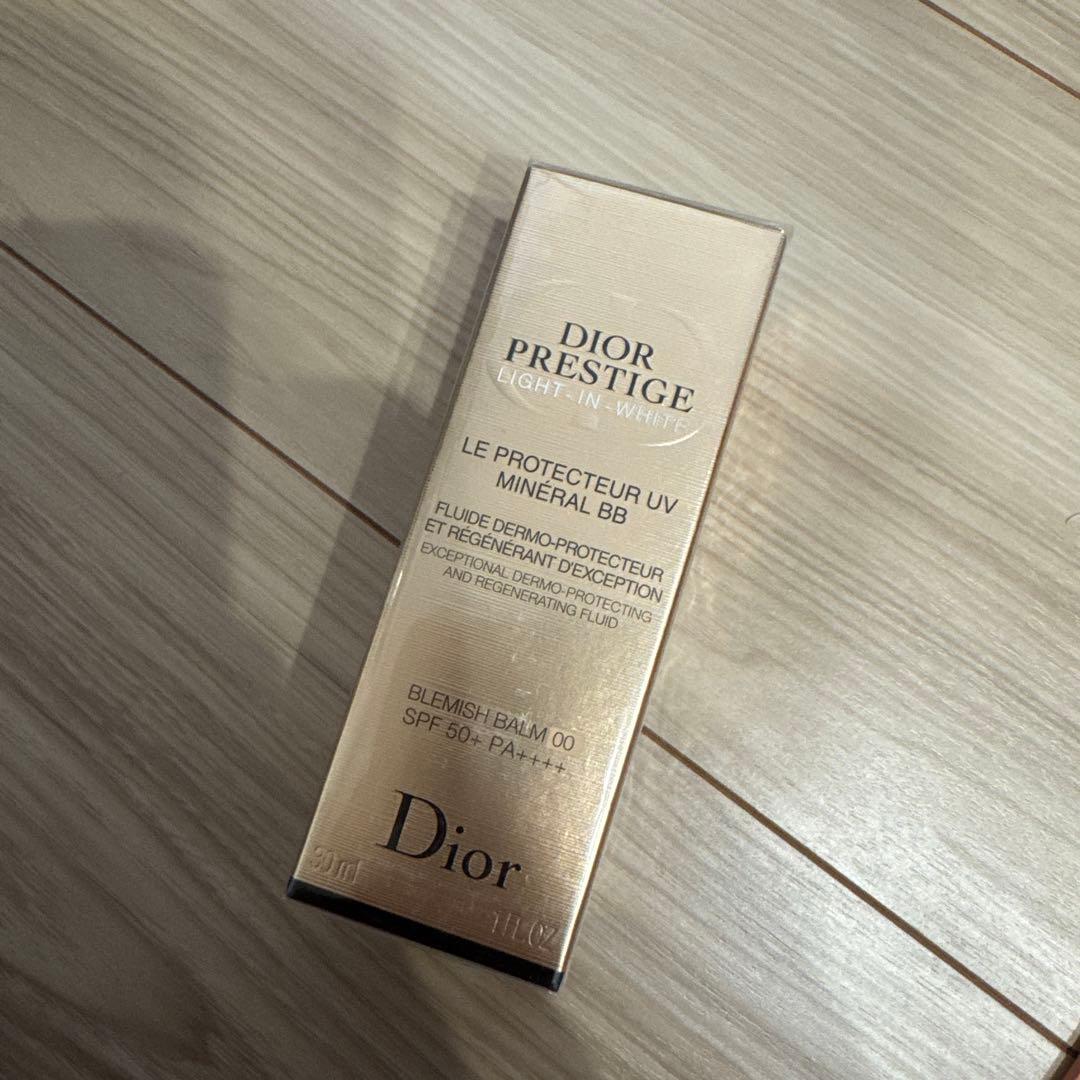 DIOR
PRESTIGE
LIGHT-IN-WHITE
LE PROTECTEUR UV
MINÉRAL BB
FLUIDE DERMO-PROTECTEUR
ET RÉGÉNÉRANT D'EXCEPTION
EXCEPTIONAL DERMO-PROTECTING
AND REGENERATING FLUID
BLEMISH BALM 00
SPF 50+ PA++++
Dior
30 ml
1 FL. OZ